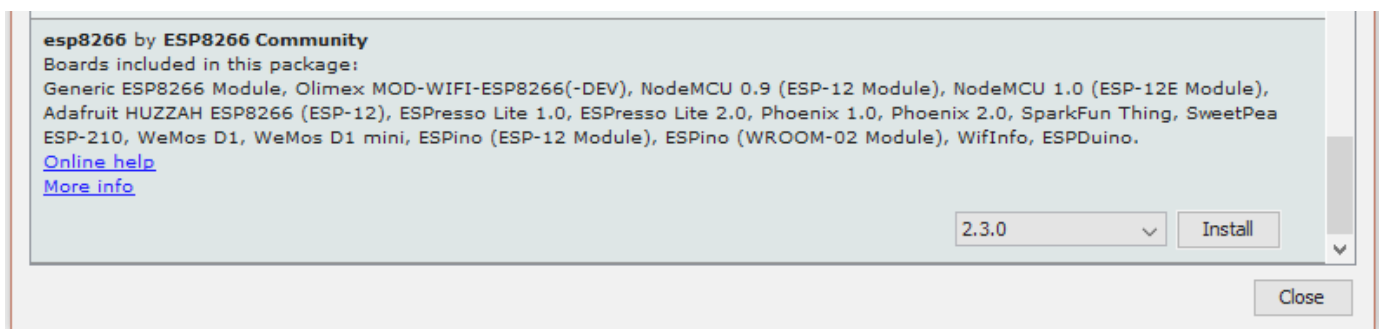 esp8266 by ESP8266 Community
Boards included in this package:
Generic ESP8266 Module, Olimex MOD-WIFI-ESP8266(-DEV), NodeMCU 0.9 (ESP-12 Module), NodeMCU 1.0 (ESP-12E Module),
Adafruit HUZZAH ESP8266 (ESP-12), ESPresso Lite 1.0, ESPresso Lite 2.0, Phoenix 1.0, Phoenix 2.0, SparkFun Thing, SweetPea
ESP-210, WeMos D1, WeMos D1 mini, ESPino (ESP-12 Module), ESPino (WROOM-02 Module), WifInfo, ESPDuino.
Online help
More info
2.3.0 Install
Close